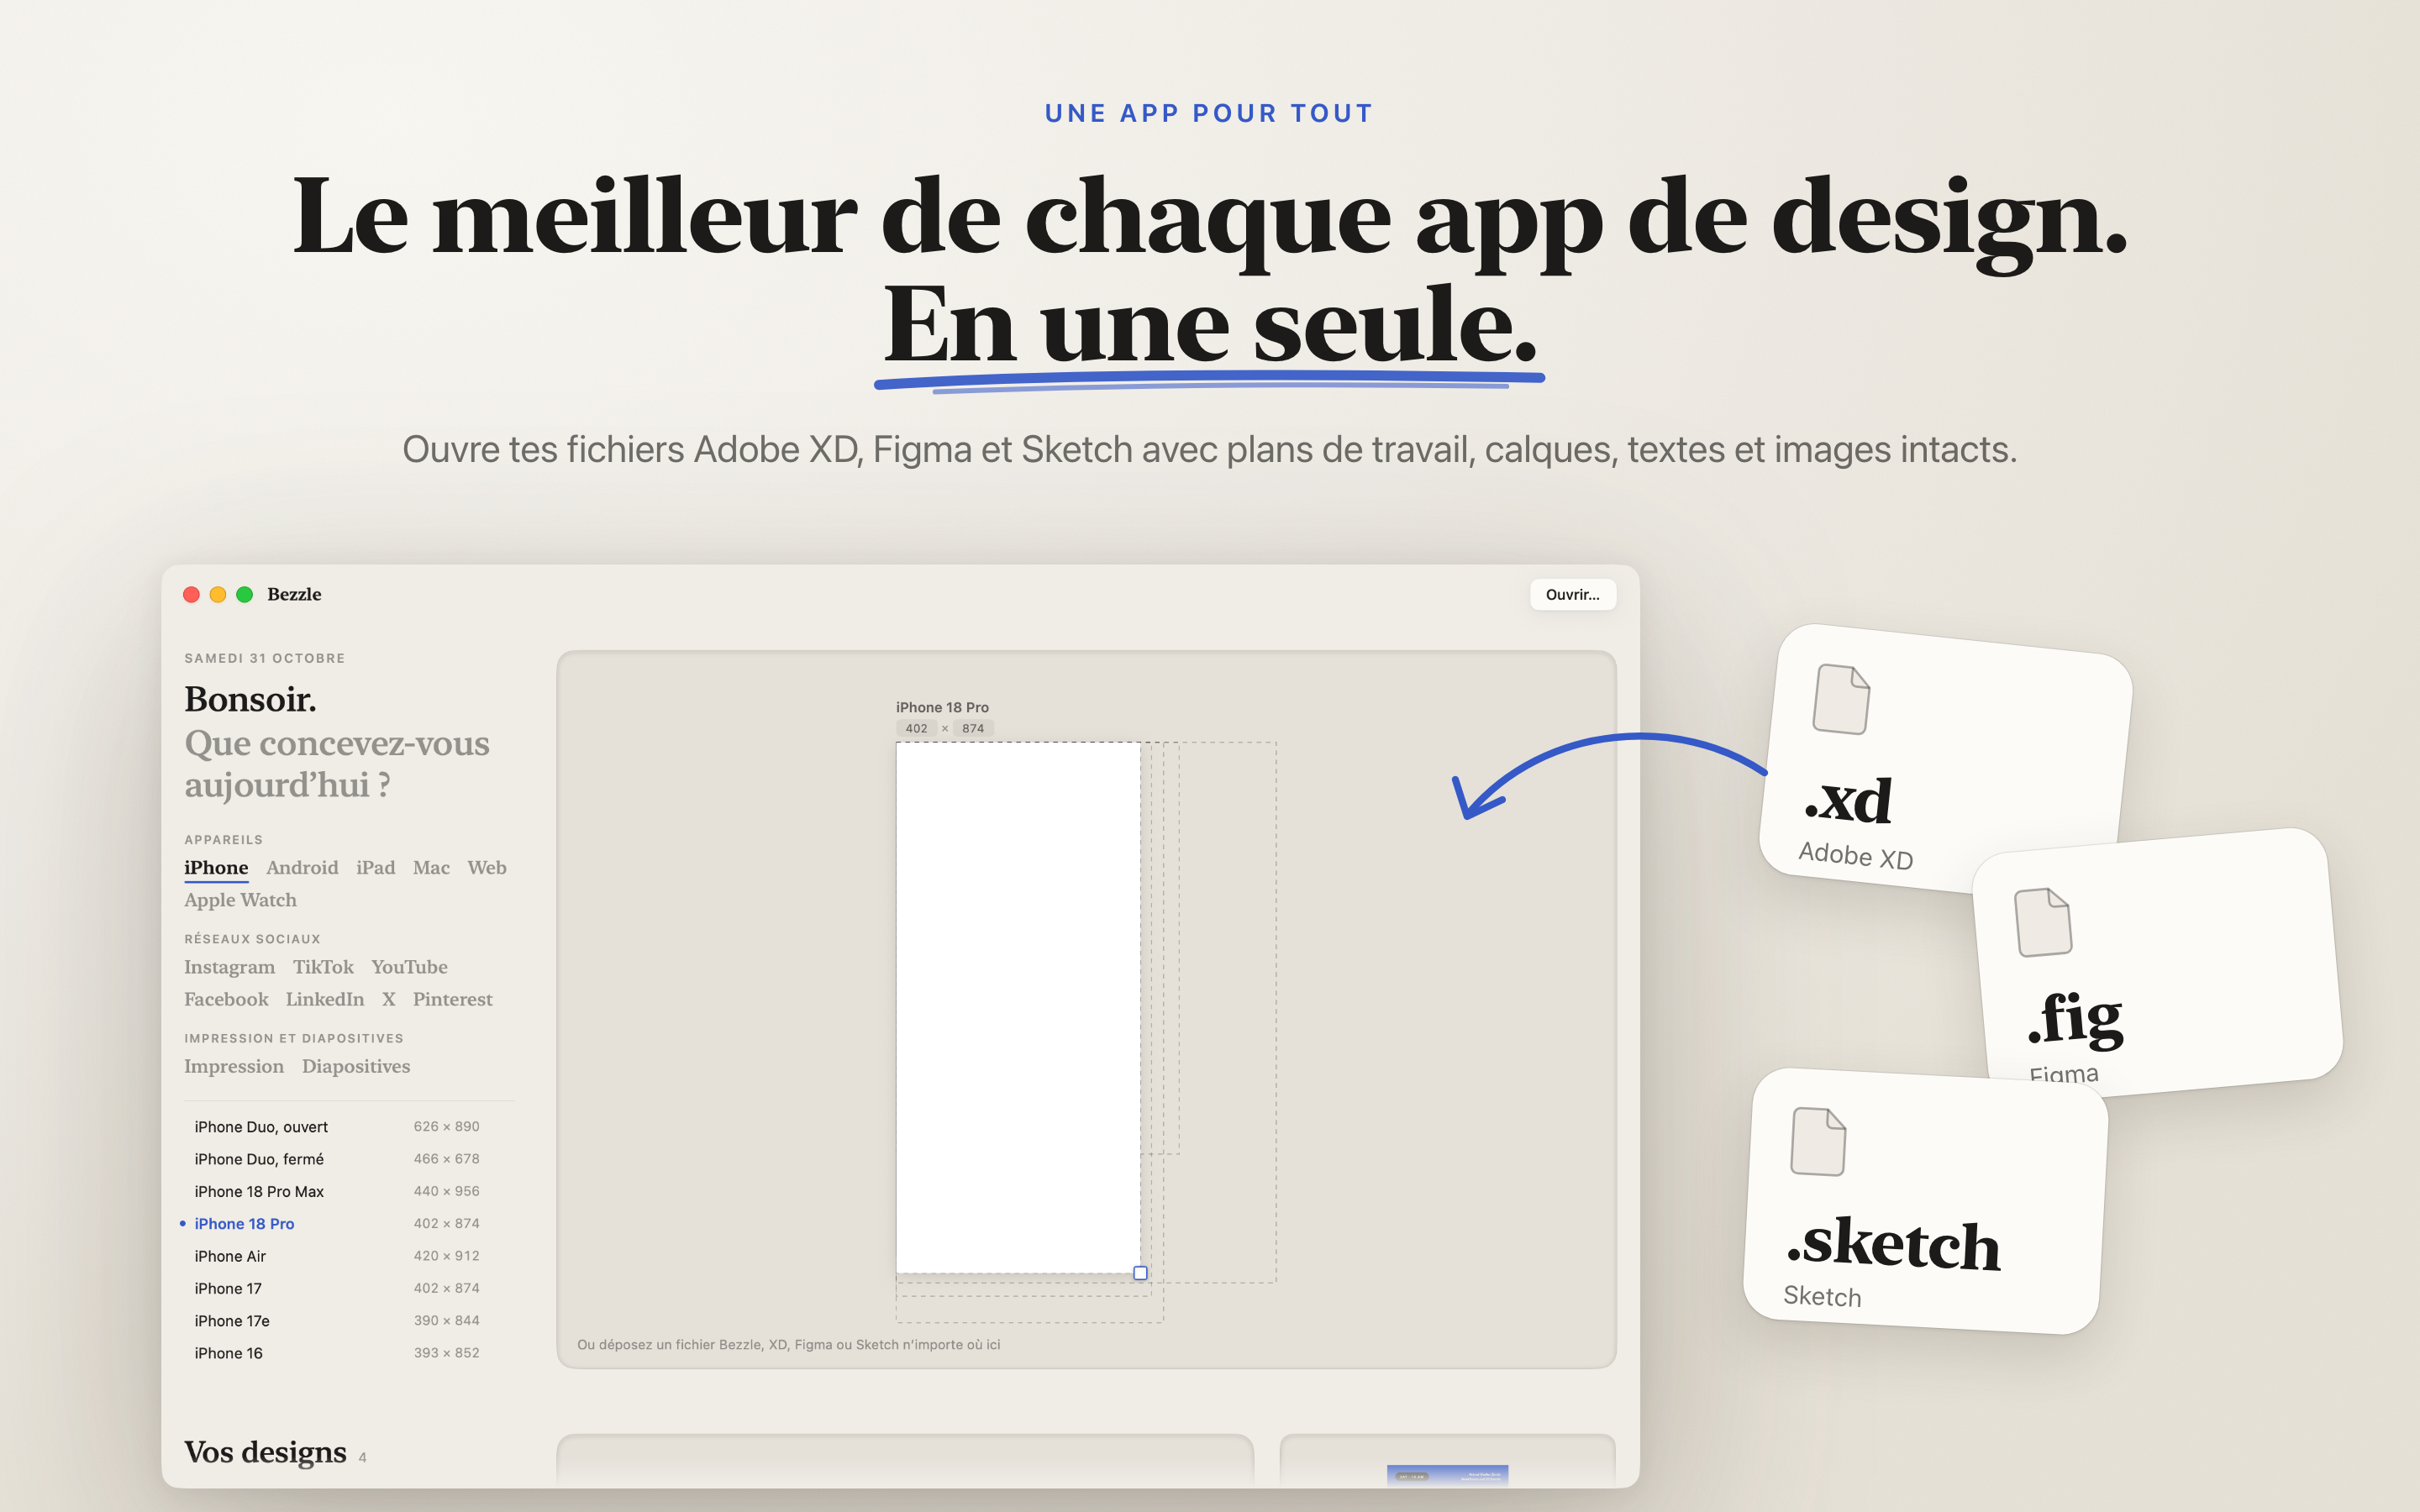 UNE APP POUR TOUT
Le meilleur de chaque app de design.
En une seule.
Ouvre tes fichiers Adobe XD, Figma et Sketch avec plans de travail, calques, textes et images intacts.
Bezzle
Ouvrir...
SAMEDI 31 OCTOBRE
Bonsoir.
Que concevez-vous
aujourd’hui ?
APPAREILS
iPhone Android iPad Mac Web
Apple Watch
RÉSEAUX SOCIAUX
Instagram TikTok YouTube
Facebook LinkedIn X Pinterest
IMPRESSION ET DIAPOSITIVES
Impression Diapositives
iPhone Duo, ouvert 626 × 890
iPhone Duo, fermé 466 × 678
iPhone 18 Pro Max 440 × 956
iPhone 18 Pro 402 × 874
iPhone Air 420 × 912
iPhone 17 402 × 874
iPhone 17e 390 × 844
iPhone 16 393 × 852
Vos designs 4
iPhone 18 Pro
402 × 874
Ou déposez un fichier Bezzle, XD, Figma ou Sketch n’importe où ici
.xd
Adobe XD
.fig
Figma
.sketch
Sketch